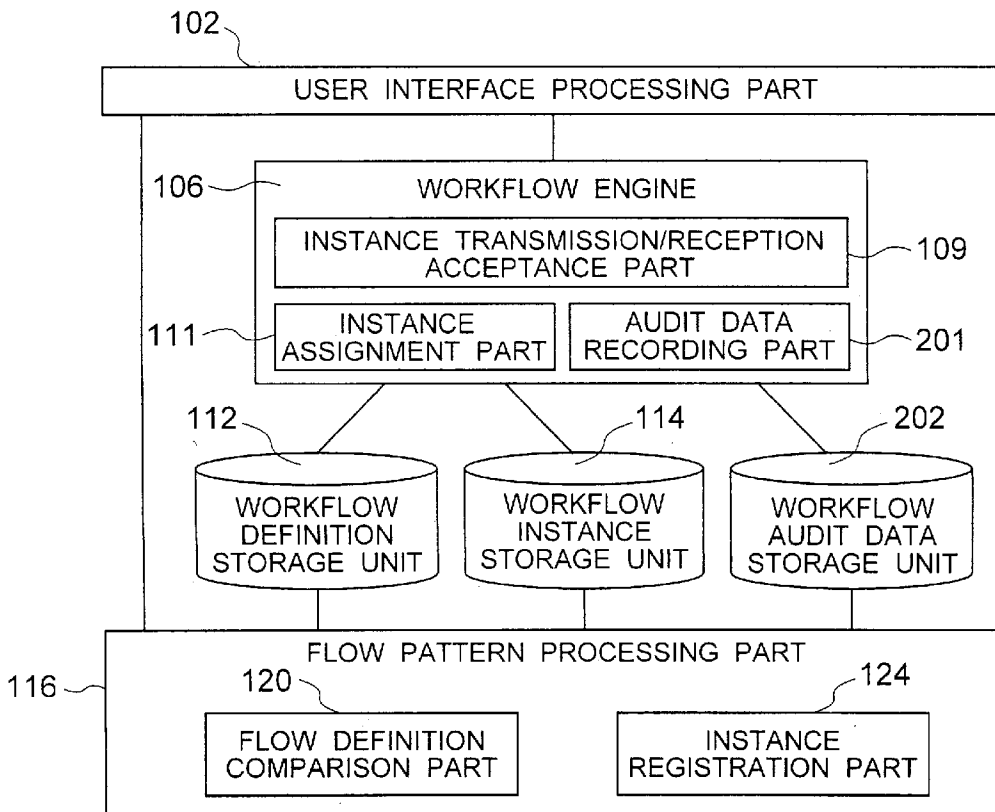 102
USER INTERFACE PROCESSING PART
106
WORKFLOW ENGINE
INSTANCE TRANSMISSION/RECEPTION
ACCEPTANCE PART
109
111
INSTANCE
ASSIGNMENT PART
AUDIT DATA
RECORDING PART
201
112
114
202
WORKFLOW
DEFINITION
STORAGE UNIT
WORKFLOW
INSTANCE
STORAGE UNIT
WORKFLOW
AUDIT DATA
STORAGE UNIT
FLOW PATTERN PROCESSING PART
116
120
124
FLOW DEFINITION
COMPARISON PART
INSTANCE
REGISTRATION PART